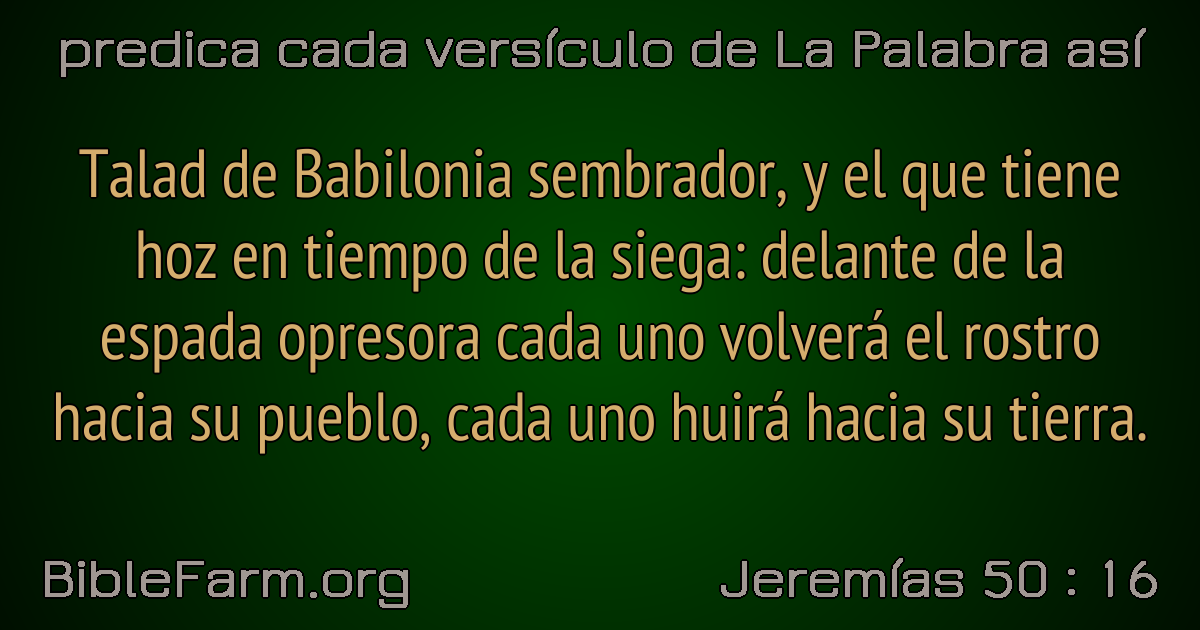 predica cada versículo de La Palabra así
Talad de Babilonia sembrador, y el que tiene
hoz en tiempo de la siega: delante de la
espada opresora cada uno volverá el rostro
hacia su pueblo, cada uno huirá hacia su tierra.
BibleFarm.org
Jeremías 50 : 16